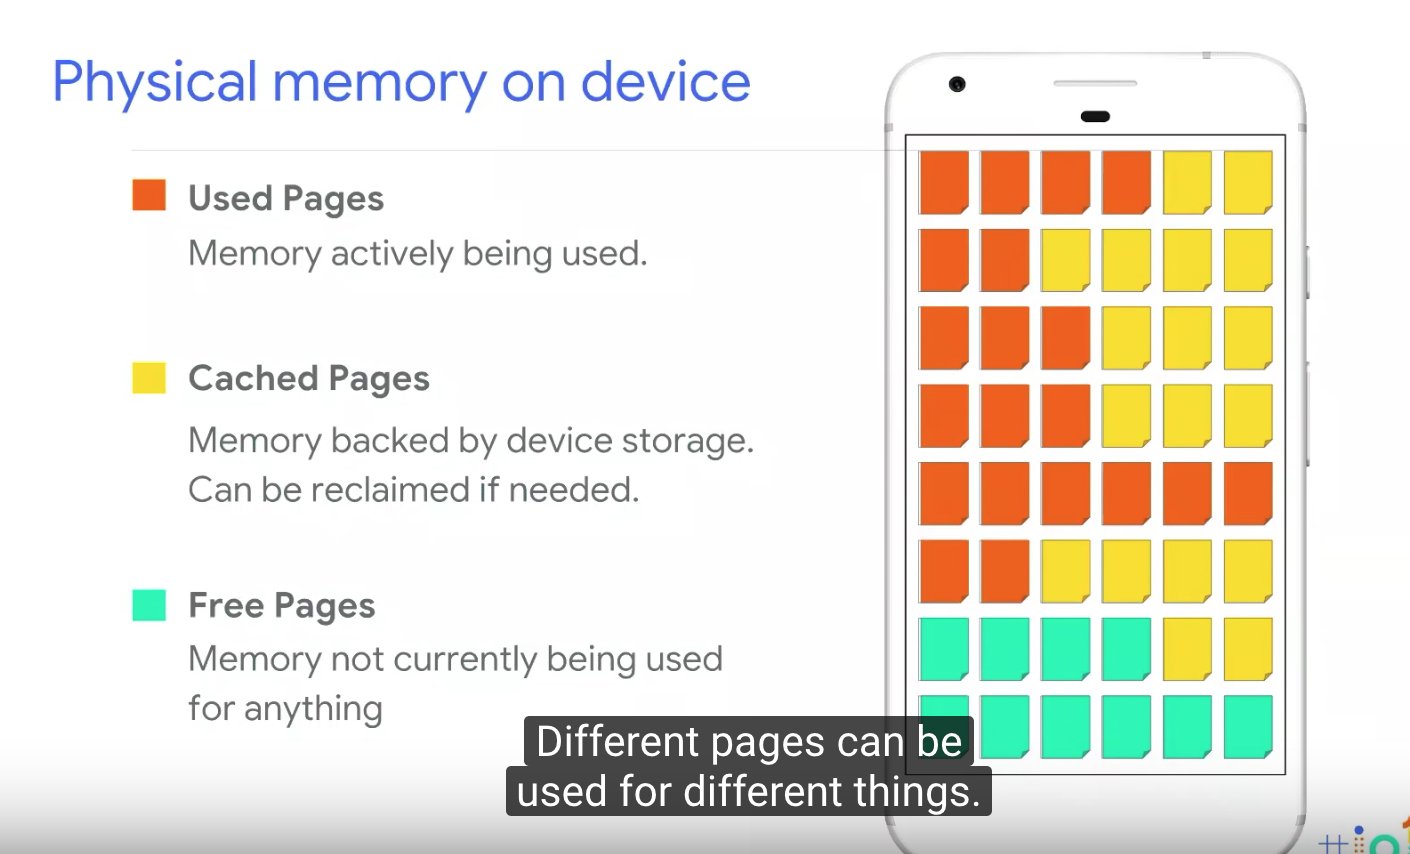 Physical memory on device
Used Pages
Memory actively being used.
Cached Pages
Memory backed by device storage.
Can be reclaimed if needed.
Free Pages
Memory not currently being used
for anything
Different pages can be
used for different things.